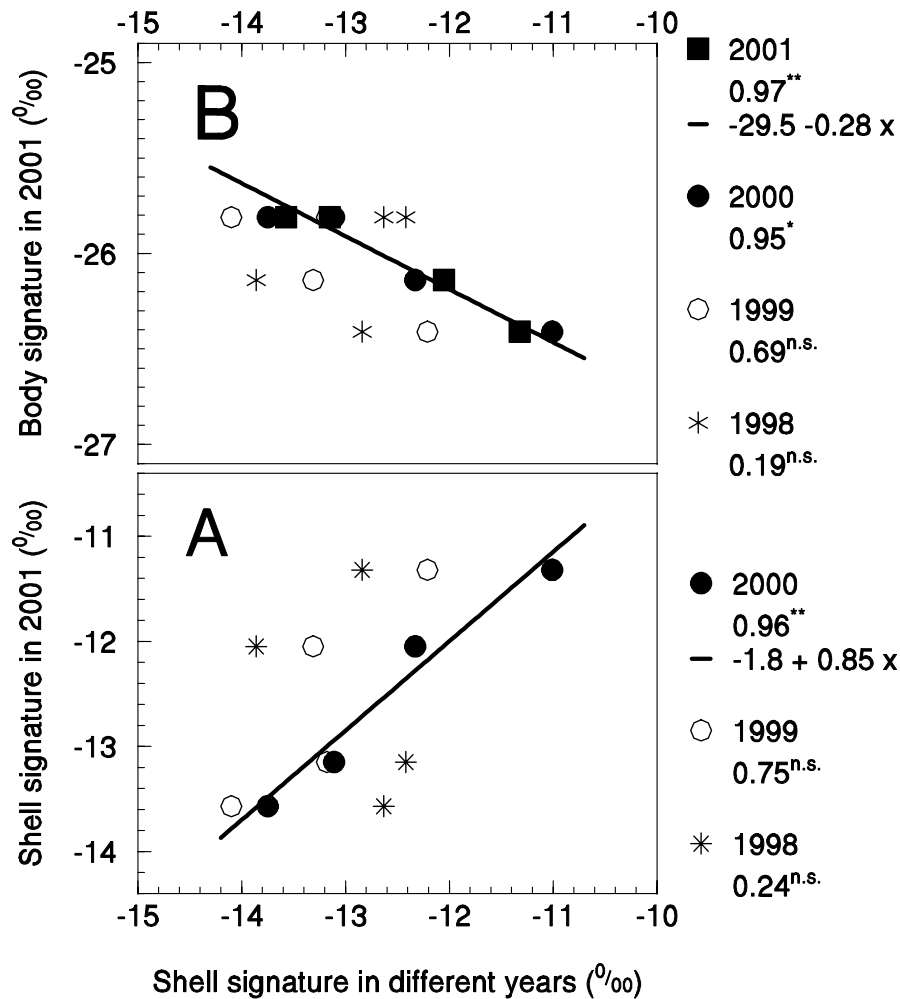 -15 -14 -13 -12 -11 -10
B
Body signature in 2001 (⁰/₀₀)
-25
-26
-27
2001
0.97**
-29.5 -0.28 x
2000
0.95*
1999
0.69n.s.
1998
0.19n.s.
A
Shell signature in 2001 (⁰/₀₀)
-11
-12
-13
-14
2000
0.96**
-1.8 + 0.85 x
1999
0.75n.s.
1998
0.24n.s.
-15 -14 -13 -12 -11 -10
Shell signature in different years (⁰/₀₀)